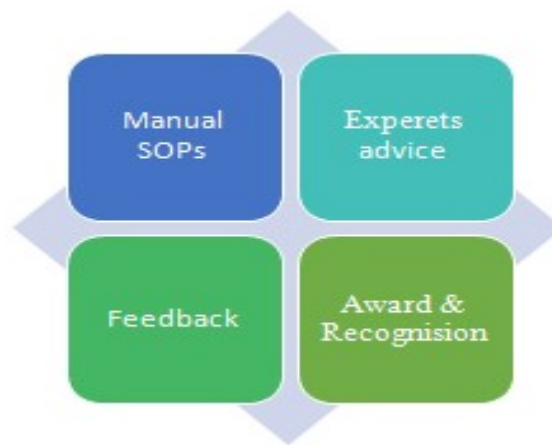 Manual
SOPs
Experets
advice
Feedback
Award &
Recognision